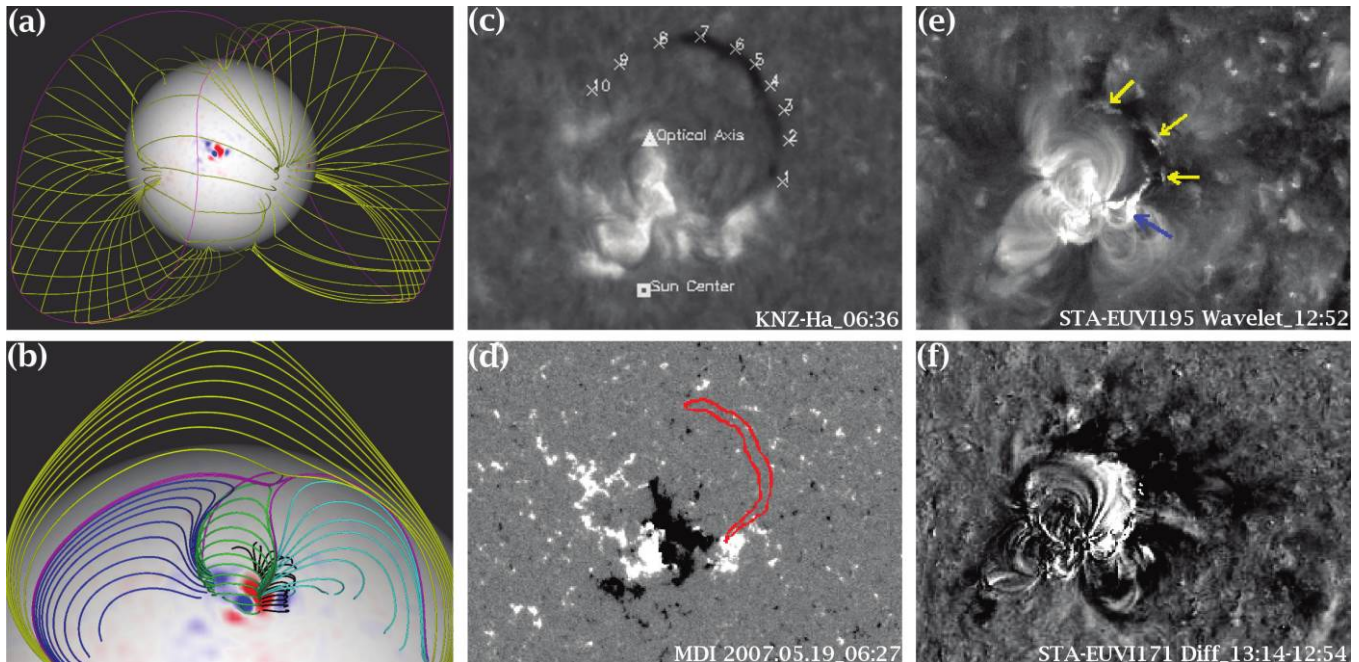 (a)
(c)
8
7
6
9
5
10
4
3
Optical Axis
2
1
Sun Center
KNZ-Ha_06:36
(e)
STA-EUVI195 Wavelet_12:52
(b)
(d)
MDI 2007.05.19_06:27
(f)
STA-EUVI171 Diff_13:14-12:54